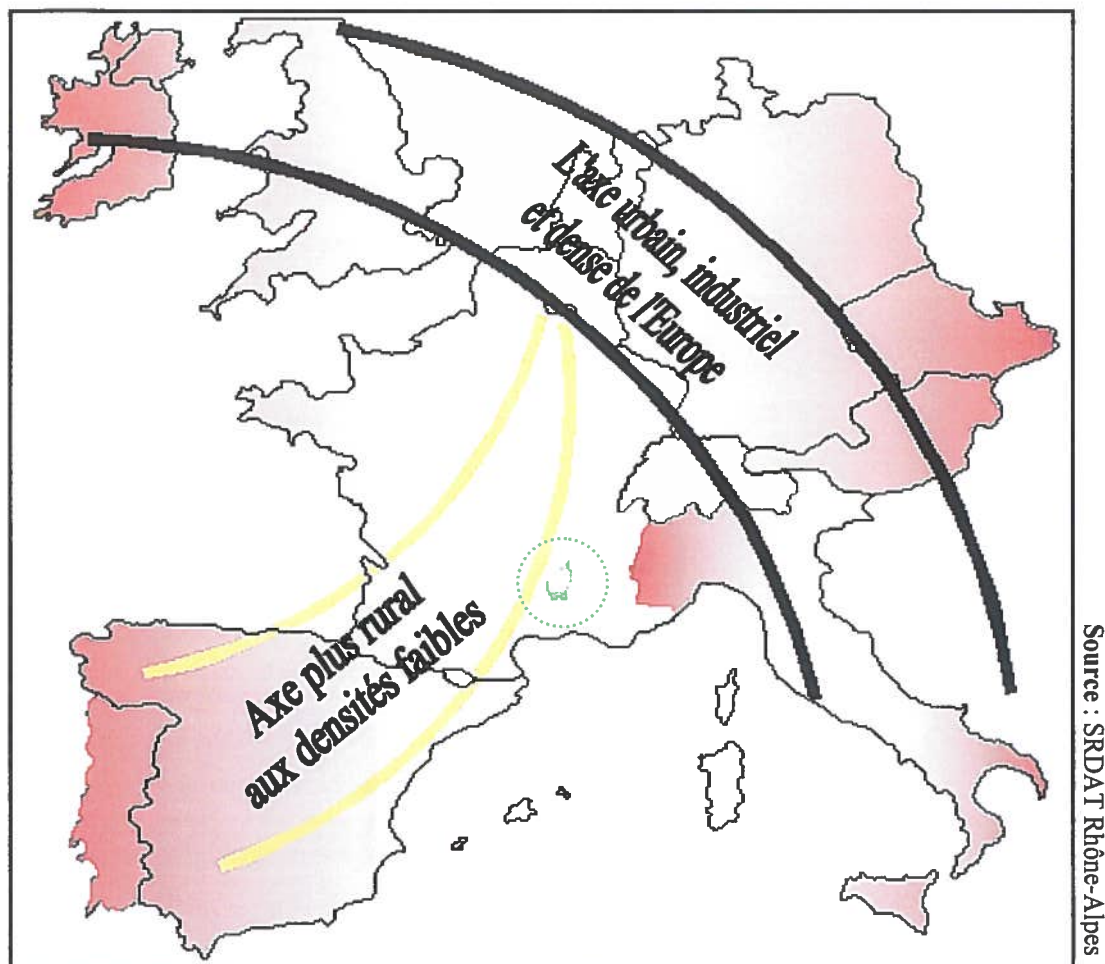 L'axe urbain, industriel
et dense de l'Europe
Axe plus rural
aux densités faibles
Source : SRDAT Rhône-Alpes